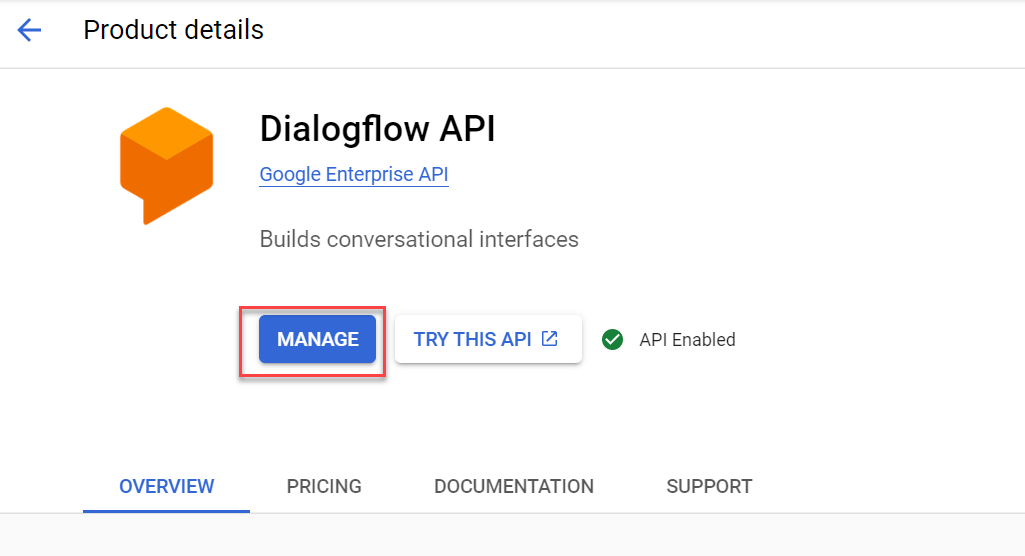 Product details
Dialogflow API
Google Enterprise API
Builds conversational interfaces
MANAGE TRY THIS API API Enabled
OVERVIEW PRICING DOCUMENTATION SUPPORT